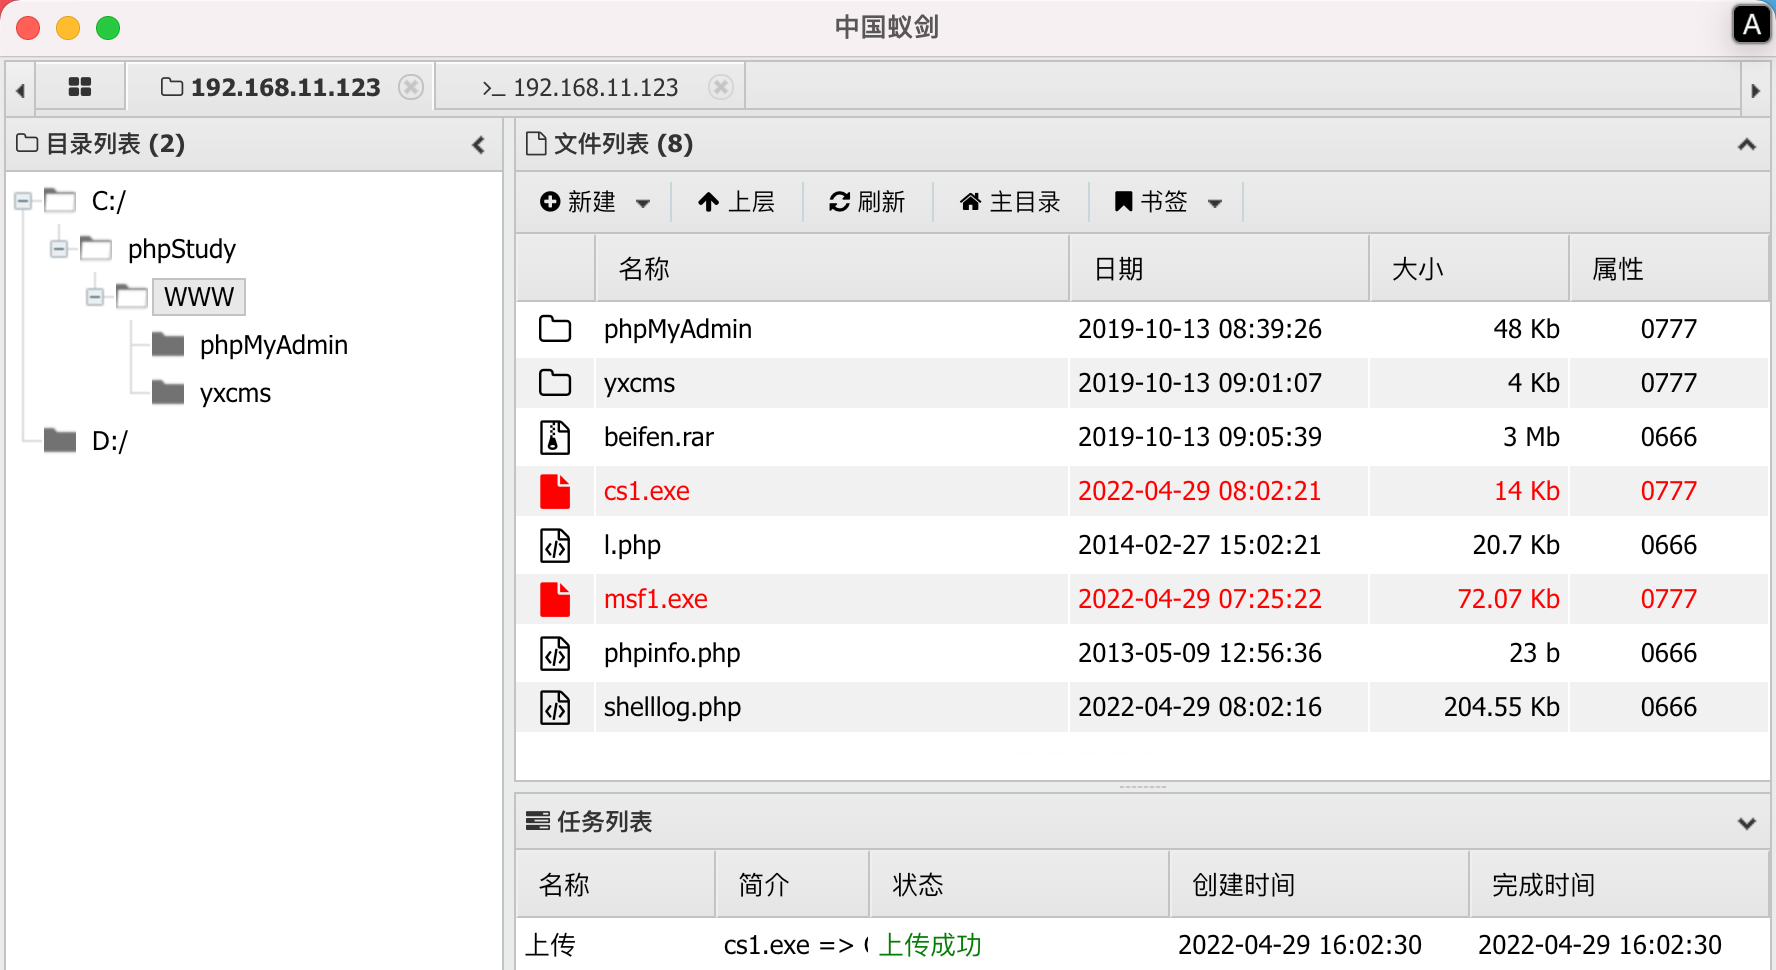 中国蚁剑
A
192.168.11.123
>_ 192.168.11.123
目录列表 (2)
C:/
phpStudy
WWW
phpMyAdmin
yxcms
D:/
文件列表 (8)
新建 上层 刷新 主目录 书签
名称 日期 大小 属性
phpMyAdmin 2019-10-13 08:39:26 48 Kb 0777
yxcms 2019-10-13 09:01:07 4 Kb 0777
beifen.rar 2019-10-13 09:05:39 3 Mb 0666
cs1.exe 2022-04-29 08:02:21 14 Kb 0777
l.php 2014-02-27 15:02:21 20.7 Kb 0666
msf1.exe 2022-04-29 07:25:22 72.07 Kb 0777
phpinfo.php 2013-05-09 12:56:36 23 b 0666
shelllog.php 2022-04-29 08:02:16 204.55 Kb 0666
任务列表
名称 简介 状态 创建时间 完成时间
上传 cs1.exe => 上传成功 2022-04-29 16:02:30 2022-04-29 16:02:30